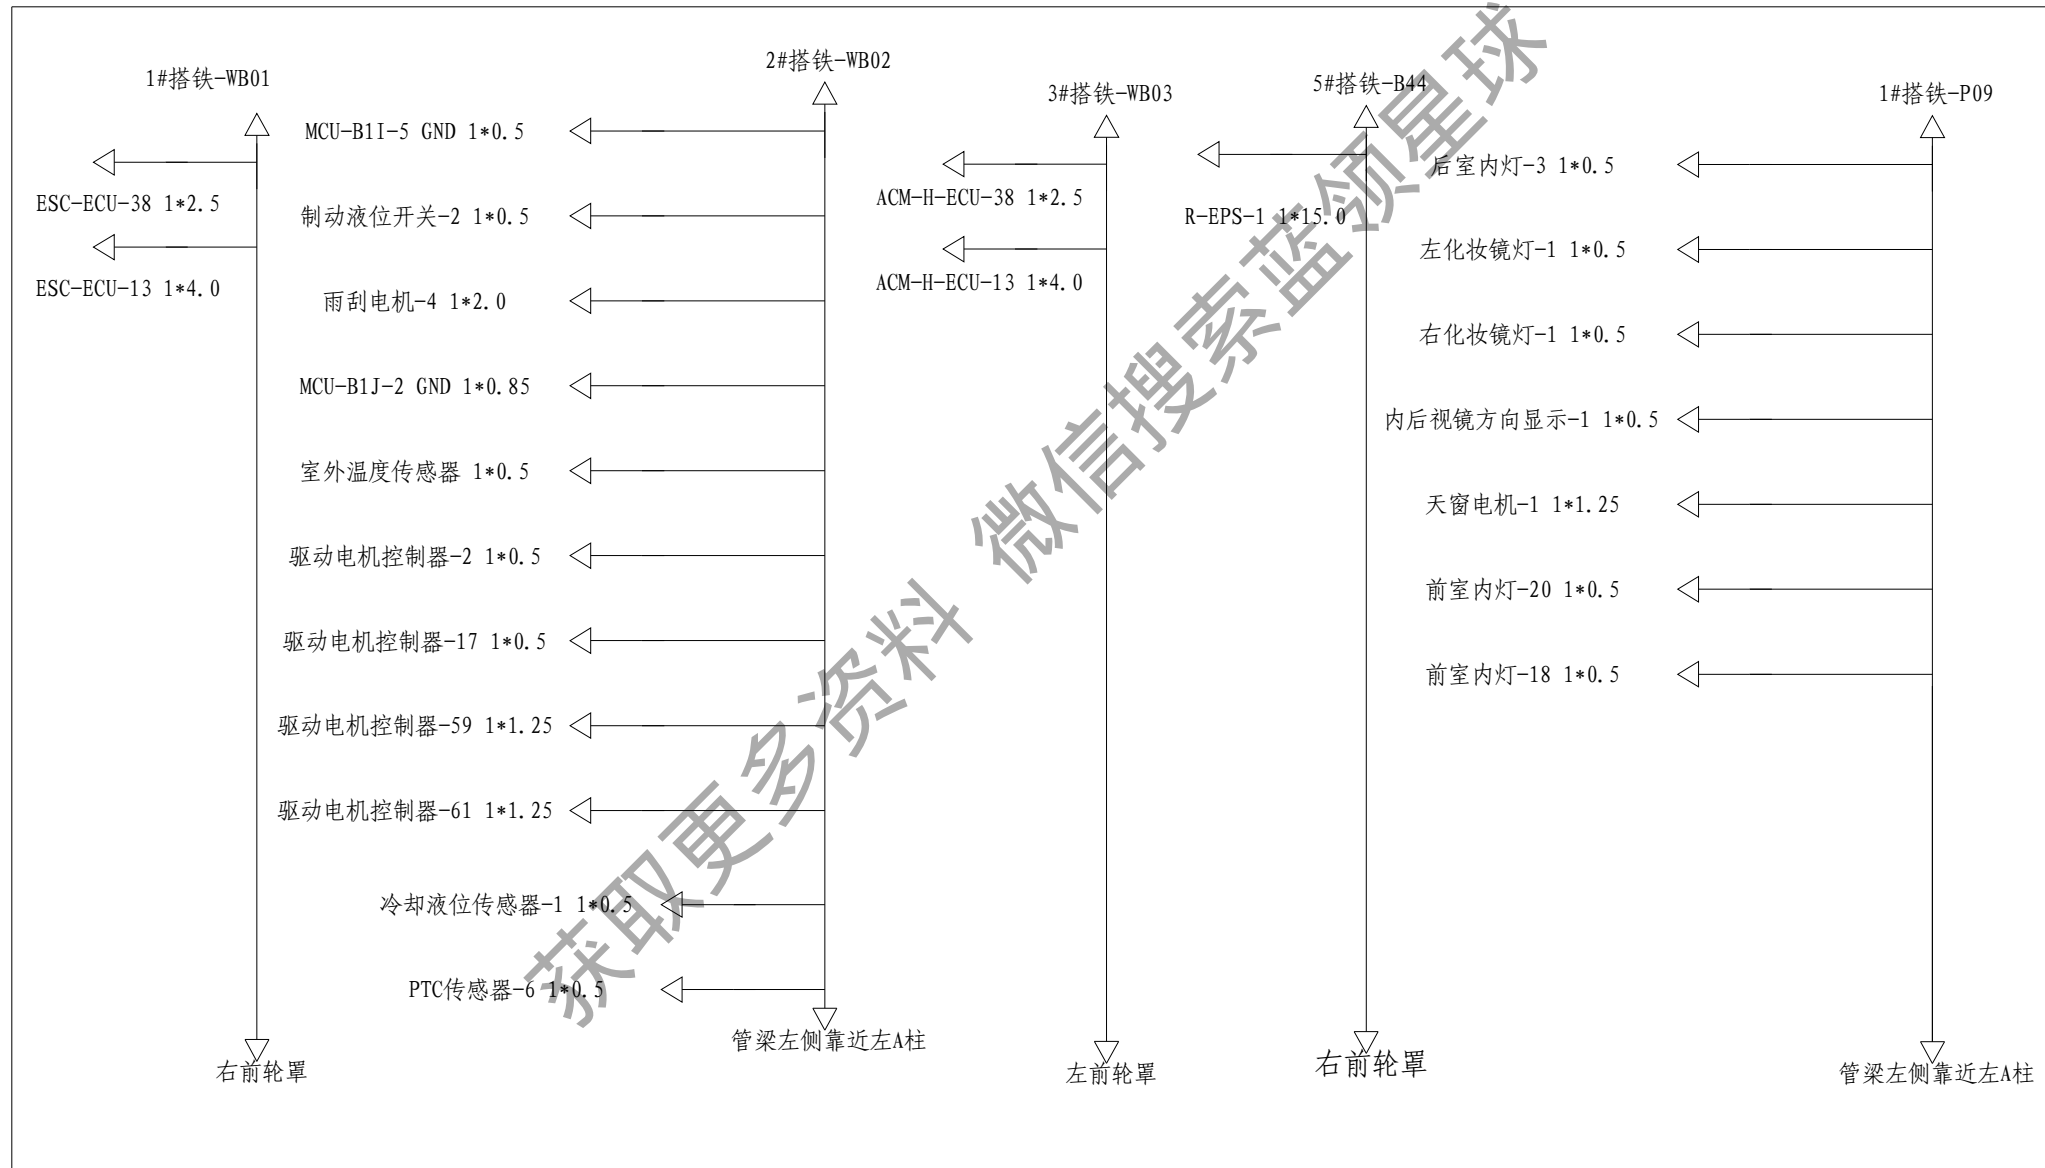 1#搭铁-WB01
ESC-ECU-38 1*2.5
ESC-ECU-13 1*4.0
右前轮罩
2#搭铁-WB02
MCU-B1I-5 GND 1*0.5
制动液位开关-2 1*0.5
雨刮电机-4 1*2.0
MCU-B1J-2 GND 1*0.85
室外温度传感器 1*0.5
驱动电机控制器-2 1*0.5
驱动电机控制器-17 1*0.5
驱动电机控制器-59 1*1.25
驱动电机控制器-61 1*1.25
冷却液位传感器-1 1*0.5
PTC传感器-6 1*0.5
管梁左侧靠近左A柱
3#搭铁-WB03
ACM-H-ECU-38 1*2.5
ACM-H-ECU-13 1*4.0
左前轮罩
5#搭铁-B44
R-EPS-1 1*15.0
右前轮罩
1#搭铁-P09
后室内灯-3 1*0.5
左化妆镜灯-1 1*0.5
右化妆镜灯-1 1*0.5
内后视镜方向显示-1 1*0.5
天窗电机-1 1*1.25
前室内灯-20 1*0.5
前室内灯-18 1*0.5
管梁左侧靠近左A柱
获取更多资料 微信搜索蓝领星球